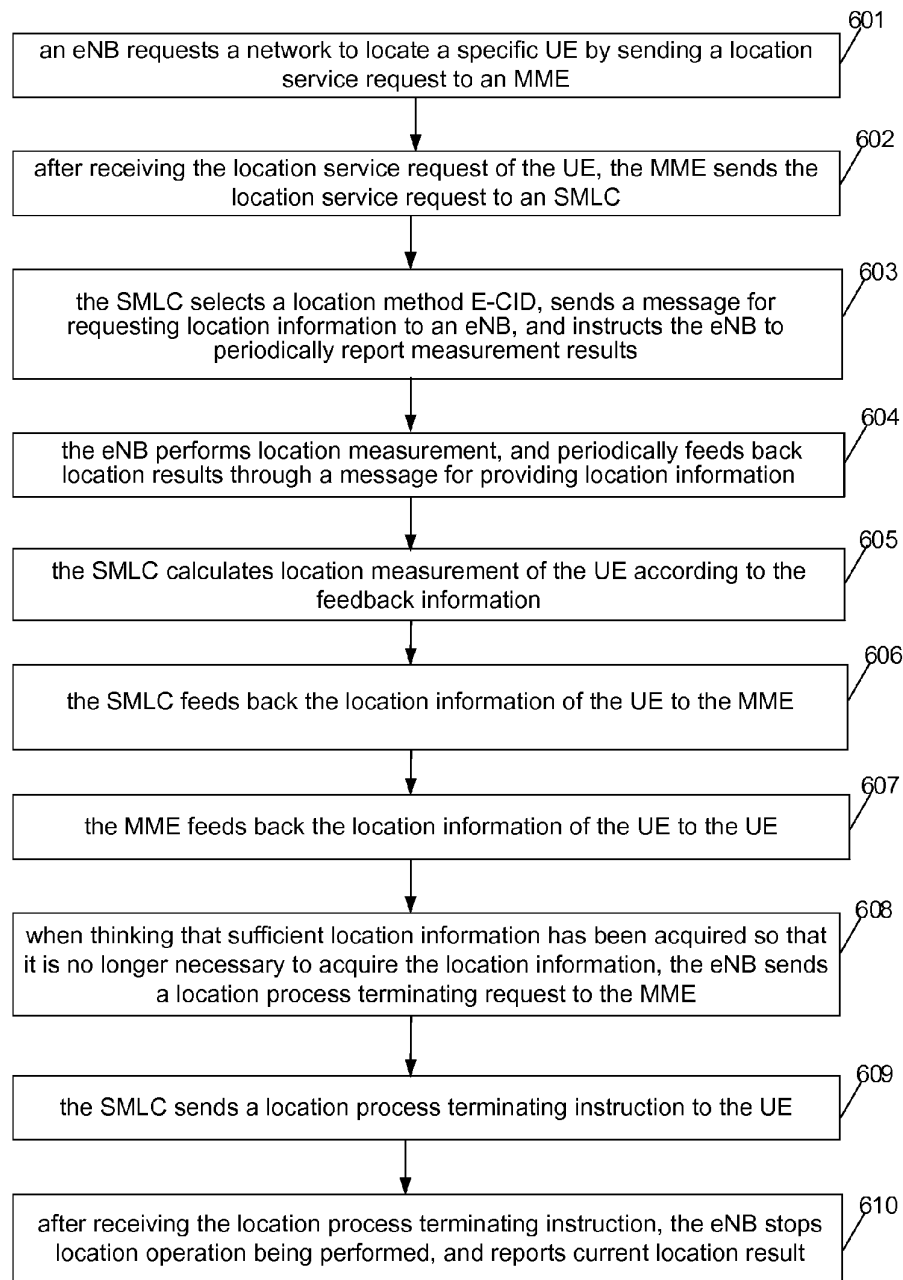 601
an eNB requests a network to locate a specific UE by sending a location
service request to an MME
602
after receiving the location service request of the UE, the MME sends the
location service request to an SMLC
603
the SMLC selects a location method E-CID, sends a message for
requesting location information to an eNB, and instructs the eNB to
periodically report measurement results
604
the eNB performs location measurement, and periodically feeds back
location results through a message for providing location information
605
the SMLC calculates location measurement of the UE according to the
feedback information
606
the SMLC feeds back the location information of the UE to the MME
607
the MME feeds back the location information of the UE to the UE
608
when thinking that sufficient location information has been acquired so that
it is no longer necessary to acquire the location information, the eNB sends
a location process terminating request to the MME
609
the SMLC sends a location process terminating instruction to the UE
610
after receiving the location process terminating instruction, the eNB stops
location operation being performed, and reports current location result